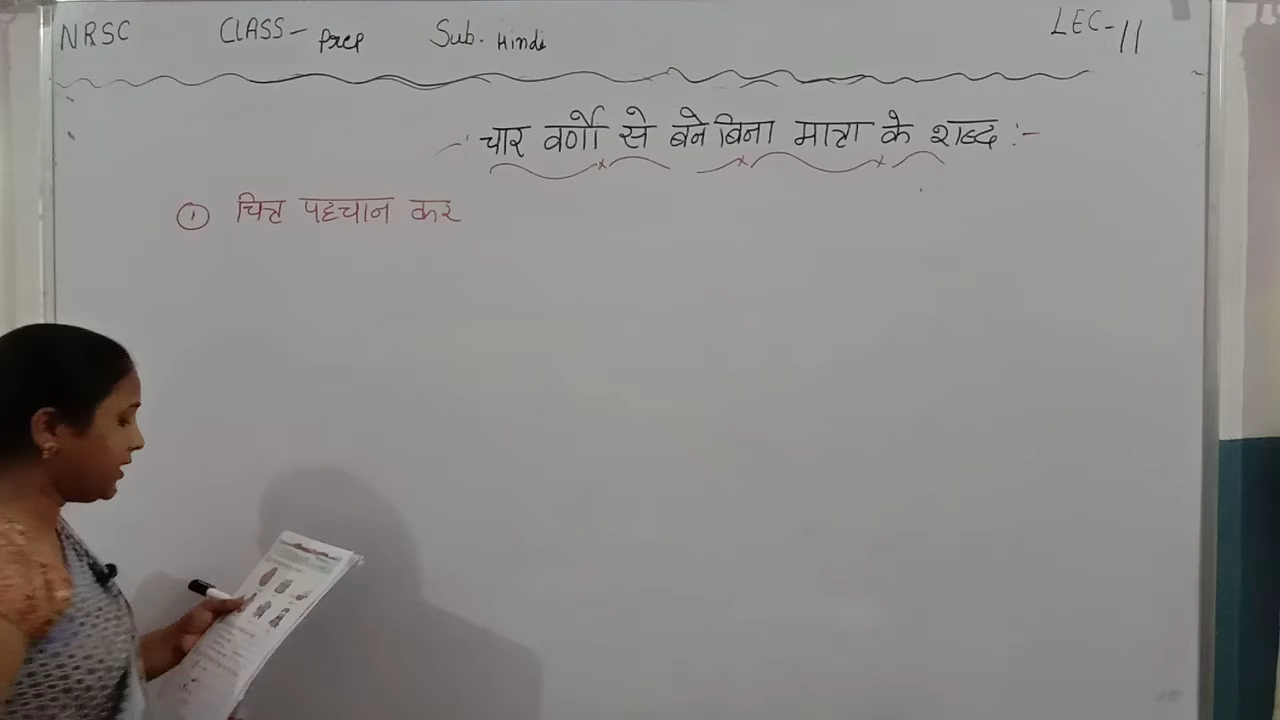 NRSC CLASS- Prep Sub- Hindi LEC-11
चार वर्णो से बने बिना मात्रा के शब्द :-
① चित्र पहचान कर